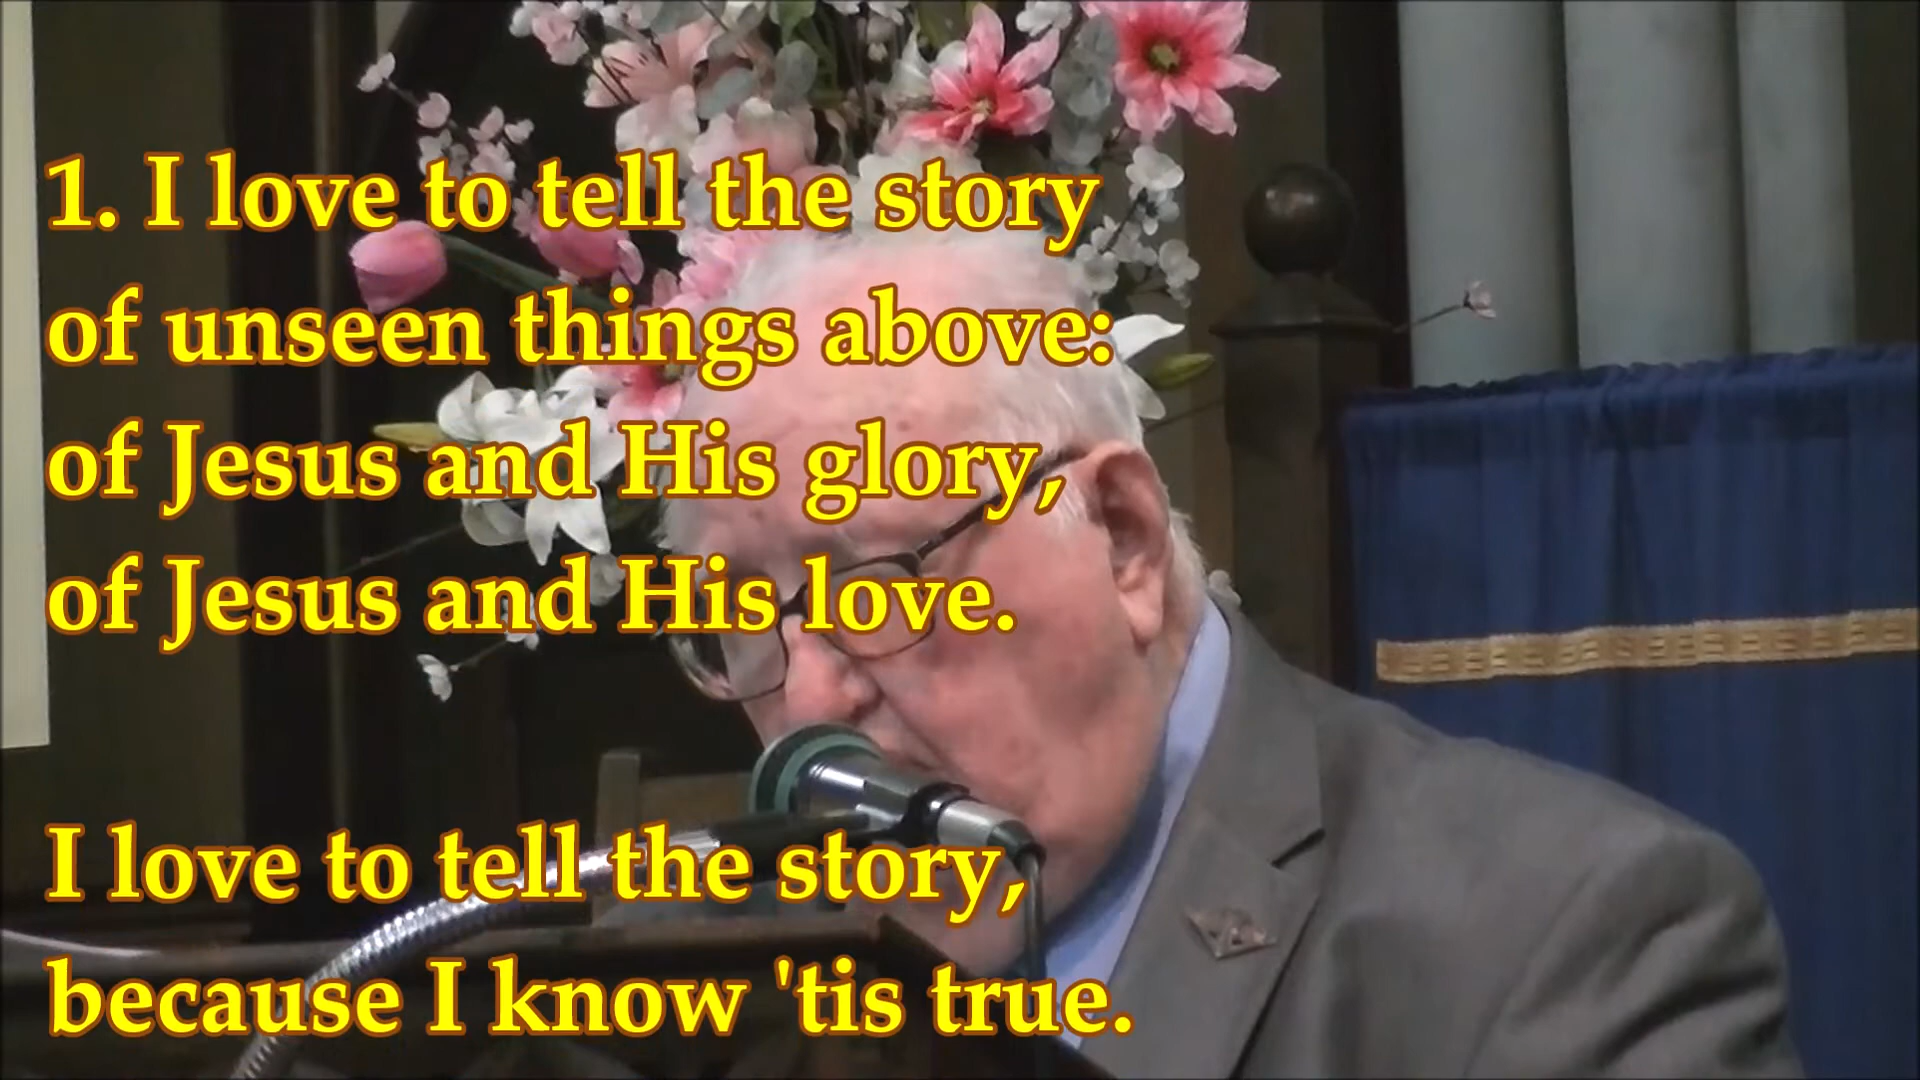 1. I love to tell the story
of unseen things above:
of Jesus and His glory,
of Jesus and His love.
I love to tell the story,
because I know 'tis true.